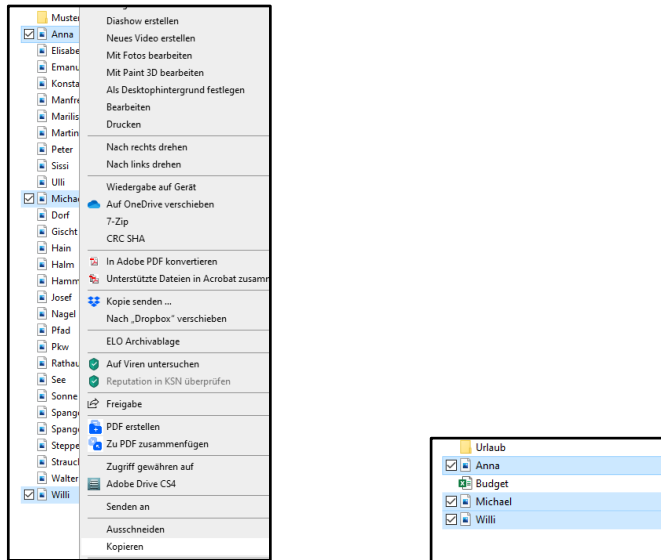 Muster
Anna
Elisabe
Emanu
Konsta
Manfre
Marilis
Martin
Peter
Sissi
Ulli
Michae
Dorf
Gischt
Hain
Halm
Hamm
Josef
Nagel
Pfad
Pkw
Rathau
See
Sonne
Spange
Spange
Steppe
Strauch
Walter
Willi
Diashow erstellen
Neues Video erstellen
Mit Fotos bearbeiten
Mit Paint 3D bearbeiten
Als Desktophintergrund festlegen
Bearbeiten
Drucken
Nach rechts drehen
Nach links drehen
Wiedergabe auf Gerät
Auf OneDrive verschieben
7-Zip
CRC SHA
In Adobe PDF konvertieren
Unterstützte Dateien in Acrobat zusamm
Kopie senden ...
Nach „Dropbox" verschieben
ELO Archivablage
Auf Viren untersuchen
Reputation in KSN überprüfen
Freigabe
PDF erstellen
Zu PDF zusammenfügen
Zugriff gewähren auf
Adobe Drive CS4
Senden an
Ausschneiden
Kopieren
Urlaub
Anna
Budget
Michael
Willi